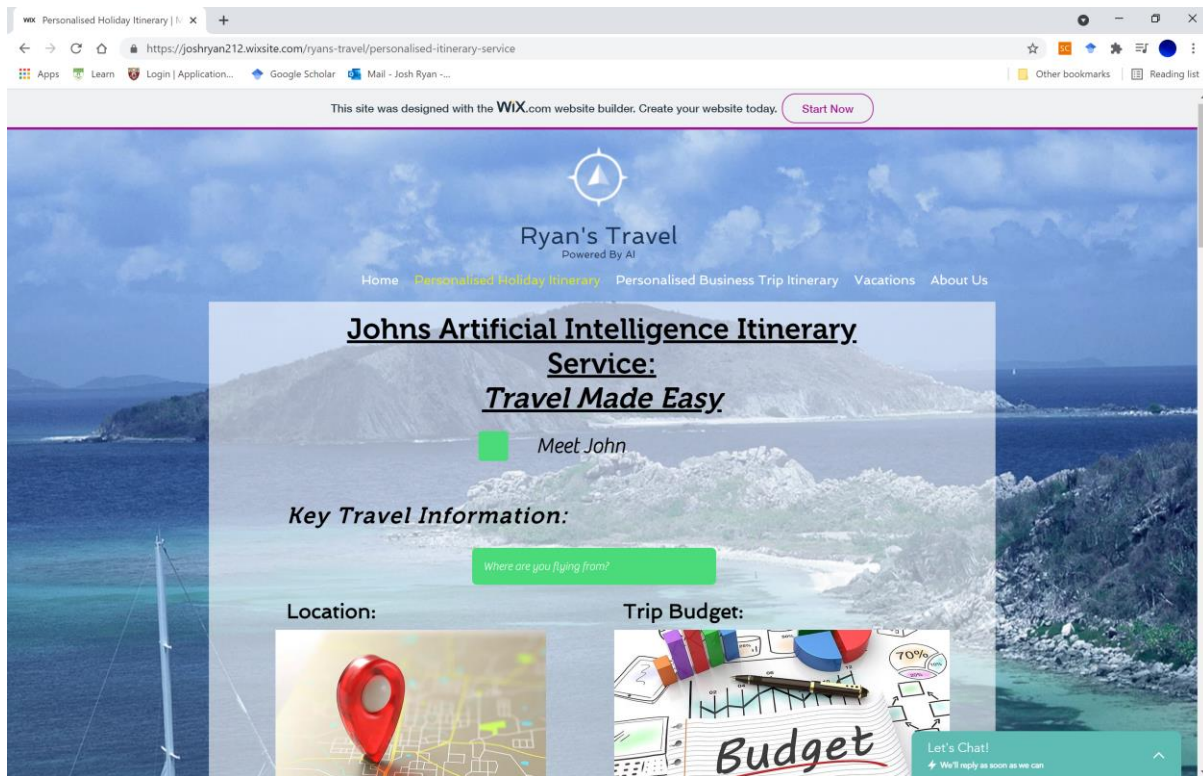 WiX Personalised Holiday Itinerary | M
https://joshryan212.wixsite.com/ryans-travel/personalised-itinerary-service
SC
Apps Learn Login | Application... Google Scholar Mail - Josh Ryan -... Other bookmarks Reading list
This site was designed with the WiX.com website builder. Create your website today. Start Now
Ryan's Travel
Powered By AI
Home Personalised Holiday Itinerary Personalised Business Trip Itinerary Vacations About Us
Johns Artificial Intelligence Itinerary
Service:
Travel Made Easy
Meet John
Key Travel Information:
Where are you flying from?
Location: Trip Budget:
70%
Budget
Let's Chat!
We'll reply as soon as we can